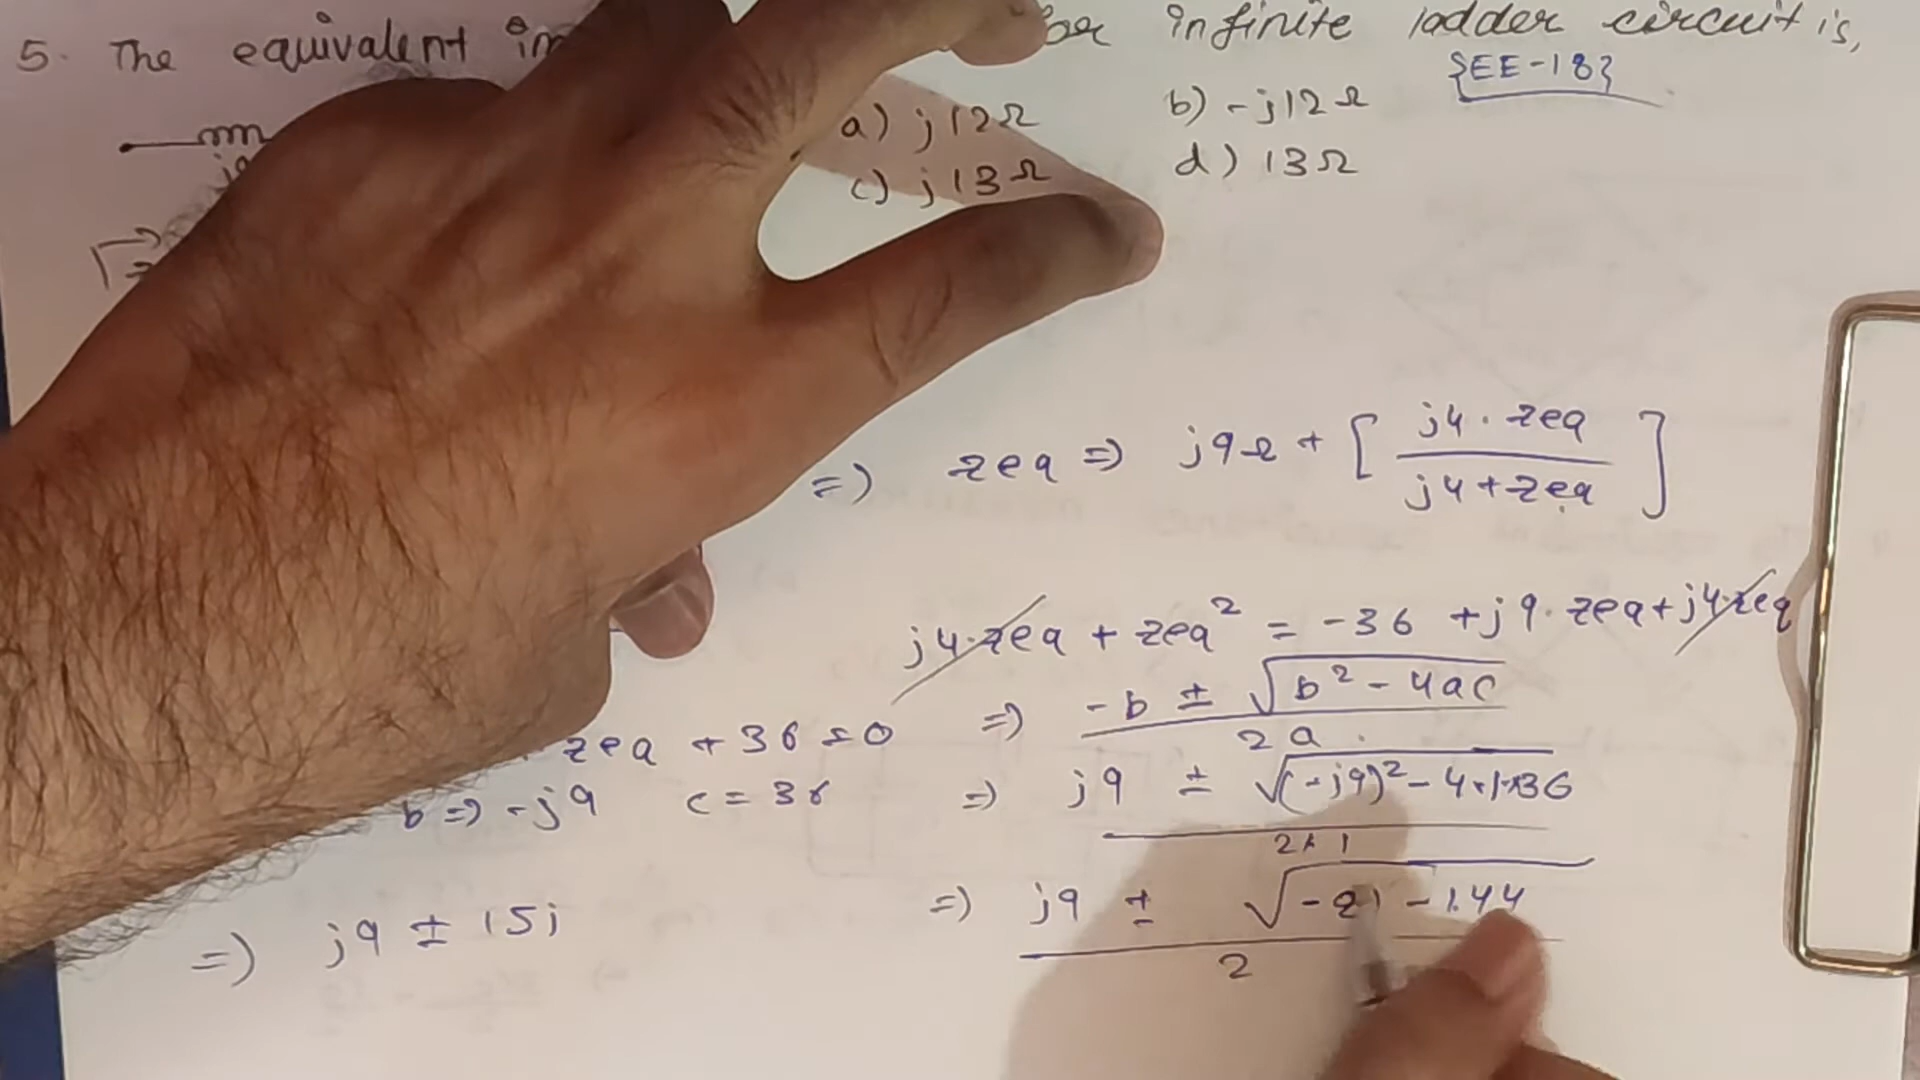 5. The equivalent infinite ladder circuit is,
{EE-18}
a) j12Ω b) -j12Ω
c) j13Ω d) 13Ω
=> zeq => j9Ω + [ j4 . zeq / j4+zeq ]
j4.zeq + zeq² = -36 +j9. zeq+j4.zeq
zeq + 36 = 0 => -b ± √b² - 4ac / 2a
b => -j9 c = 36 => j9 ± √(-j9)² - 4×1×36 / 2×1
=> j9 ± 15j => j9 ± √-81 - 144 / 2